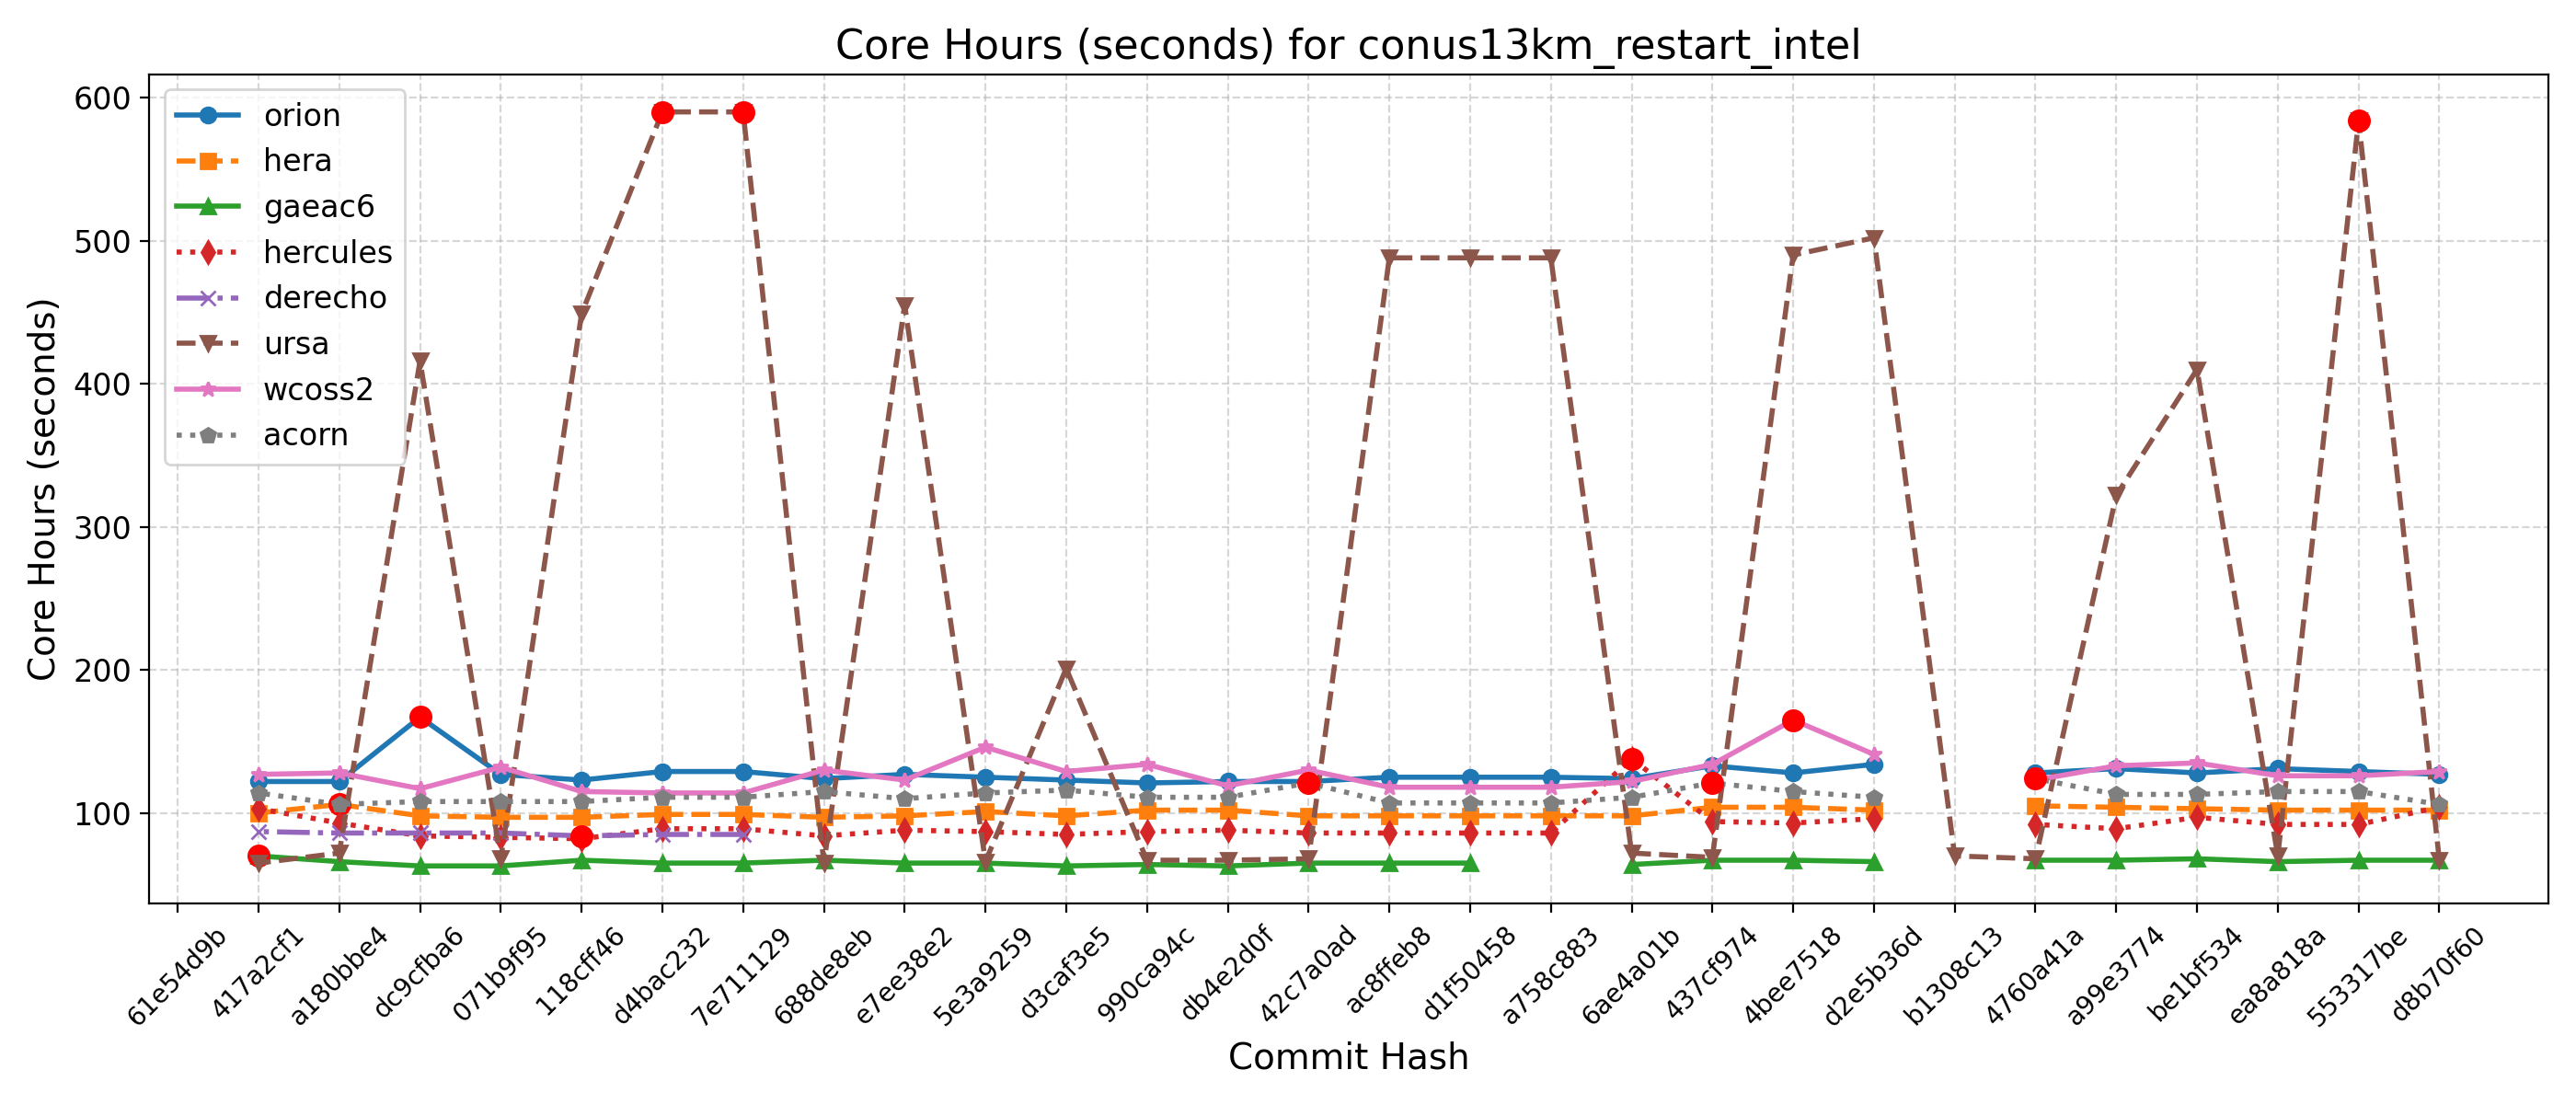 Core Hours (seconds) for conus13km_restart_intel
Core Hours (seconds)
600
500
400
300
200
100
orion
hera
gaeac6
hercules
derecho
ursa
wcoss2
acorn
61e54d9b
417a2cf1
a180bbe4
dc9cfba6
071b9f95
118cff46
d4bac232
7e711129
688de8eb
e7ee38e2
5e3a9259
d3caf3e5
990ca94c
db4e2d0f
42c7a0ad
ac8ffeb8
d1f50458
a758c883
6ae4a01b
437cf974
4bee7518
d2e5b36d
b1308c13
4760a41a
a99e3774
be1bf534
ea8a818a
553317be
d8b70f60
Commit Hash